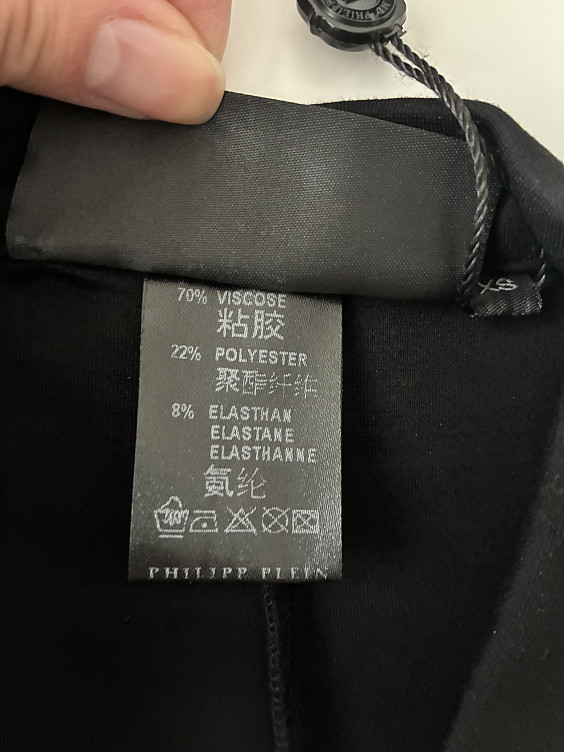 PHILIPP
XS
70% VISCOSE
粘胶
22% POLYESTER
聚酯纤维
8% ELASTHAN
ELASTANE
ELASTHANNE
氨纶
PHILIPP PLEIN